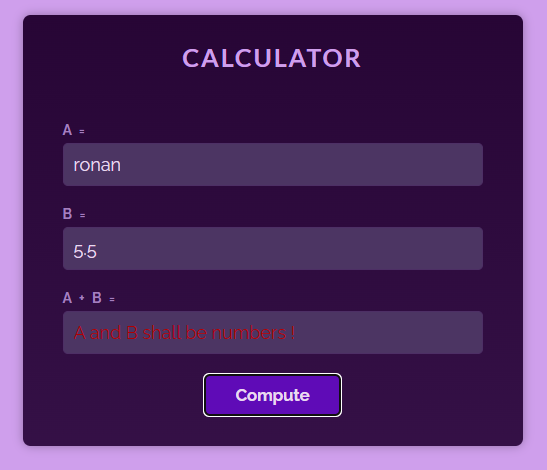 CALCULATOR
A =
ronan
B =
5.5
A + B =
A and B shall be numbers !
Compute